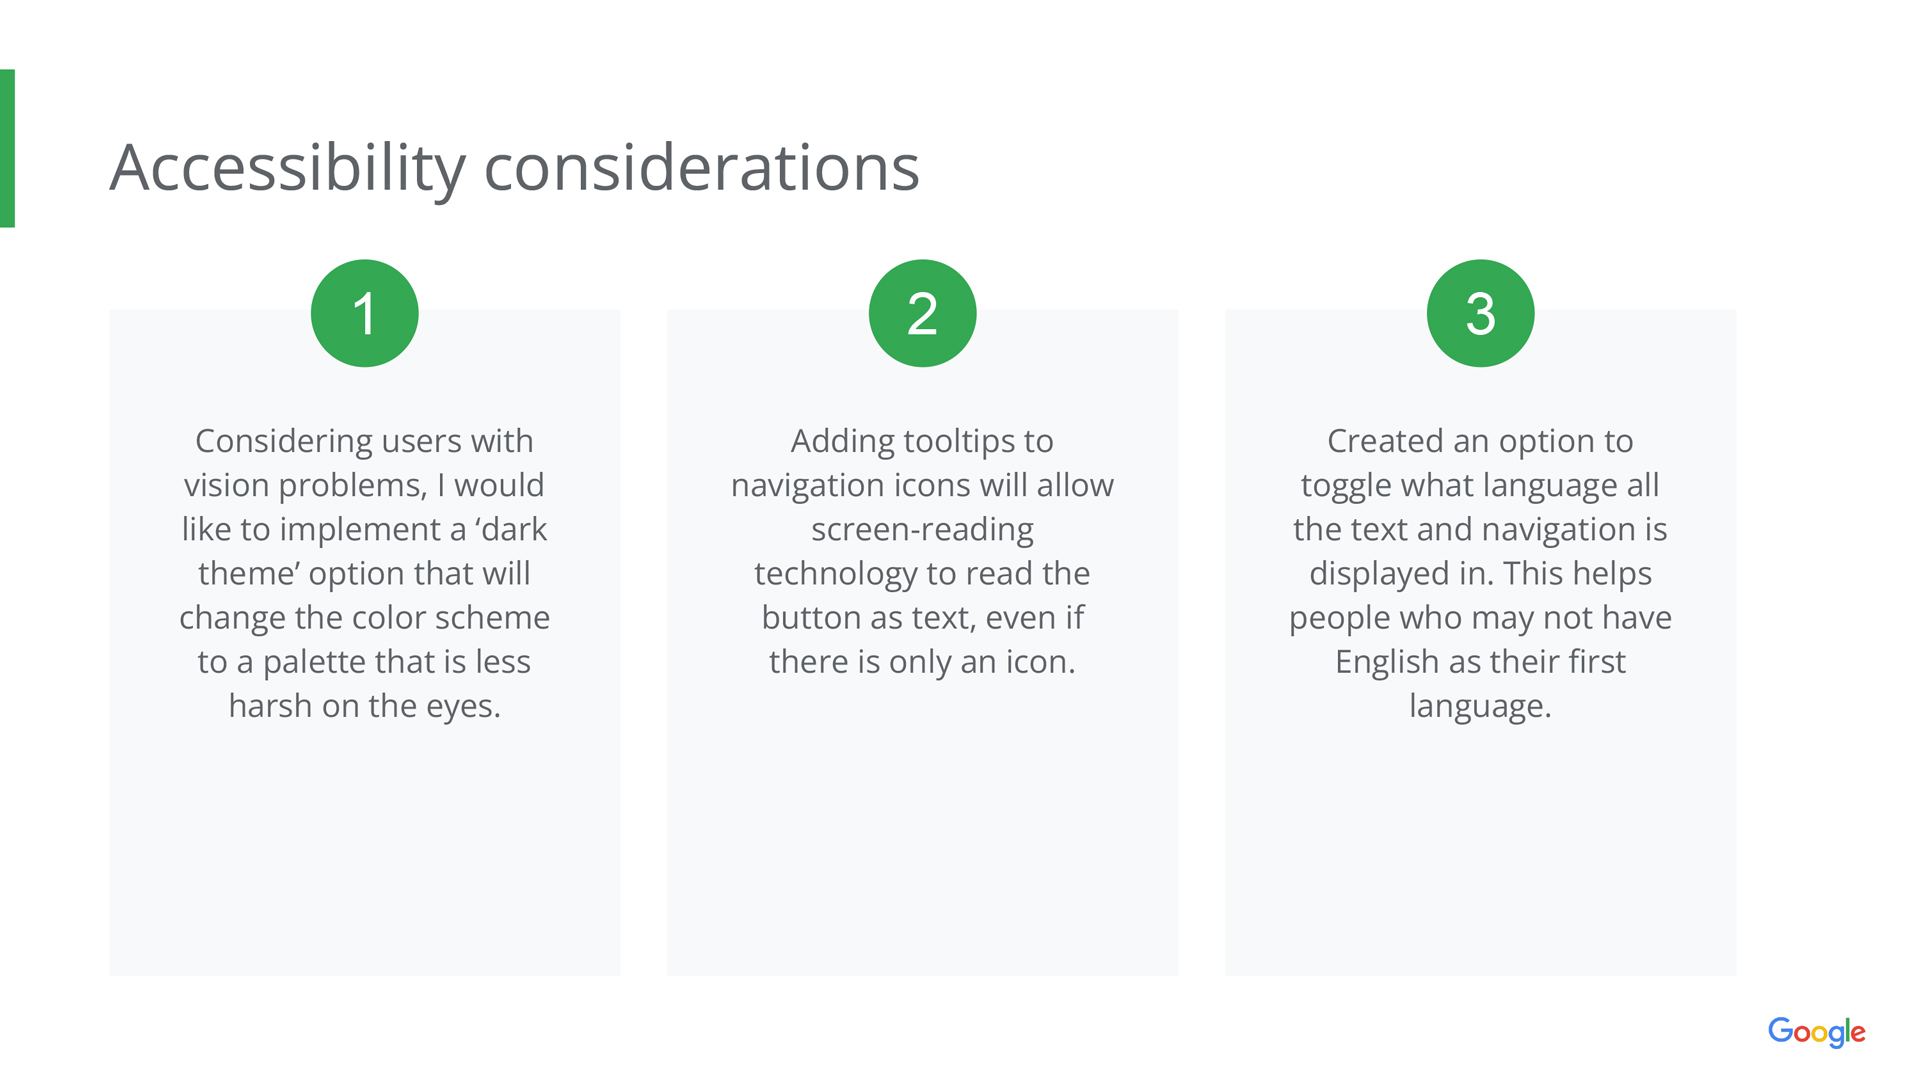 Accessibility considerations
1
Considering users with
vision problems, I would
like to implement a ‘dark
theme’ option that will
change the color scheme
to a palette that is less
harsh on the eyes.
2
Adding tooltips to
navigation icons will allow
screen-reading
technology to read the
button as text, even if
there is only an icon.
3
Created an option to
toggle what language all
the text and navigation is
displayed in. This helps
people who may not have
English as their first
language.
Google